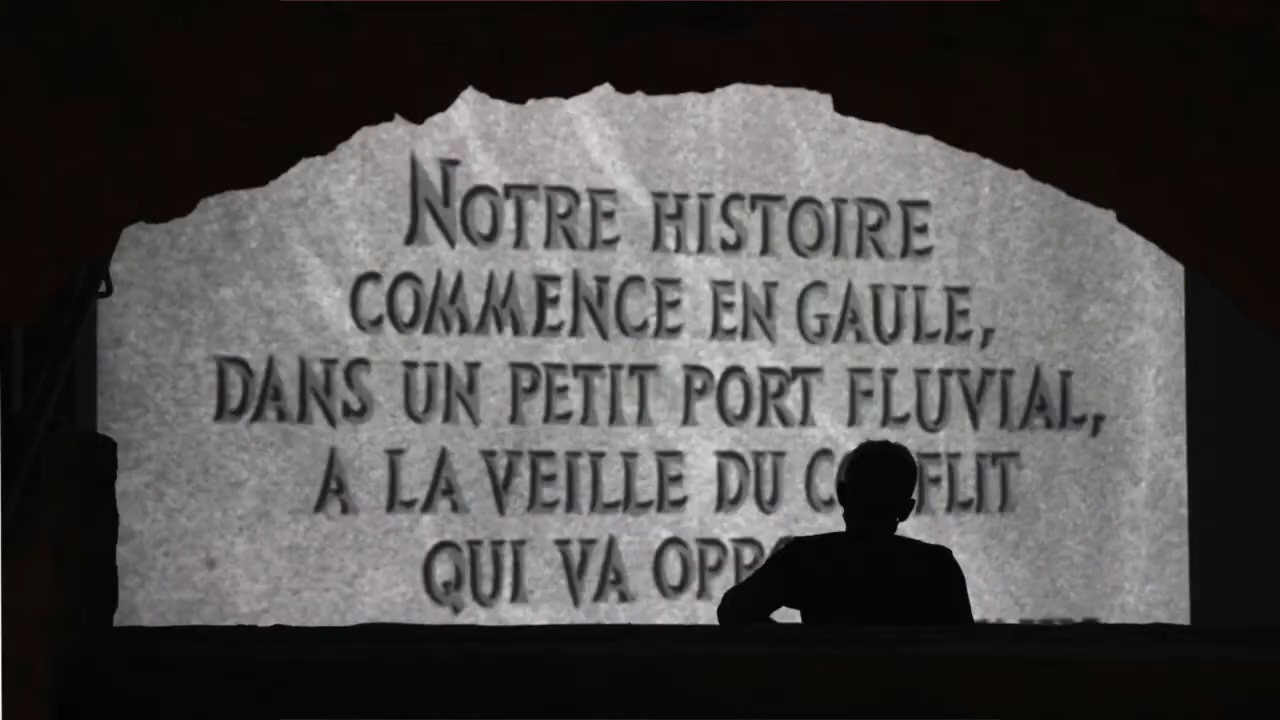 NOTRE HISTOIRE
COMMENCE EN GAULE,
DANS UN PETIT PORT FLUVIAL,
A LA VEILLE DU
QUI VA